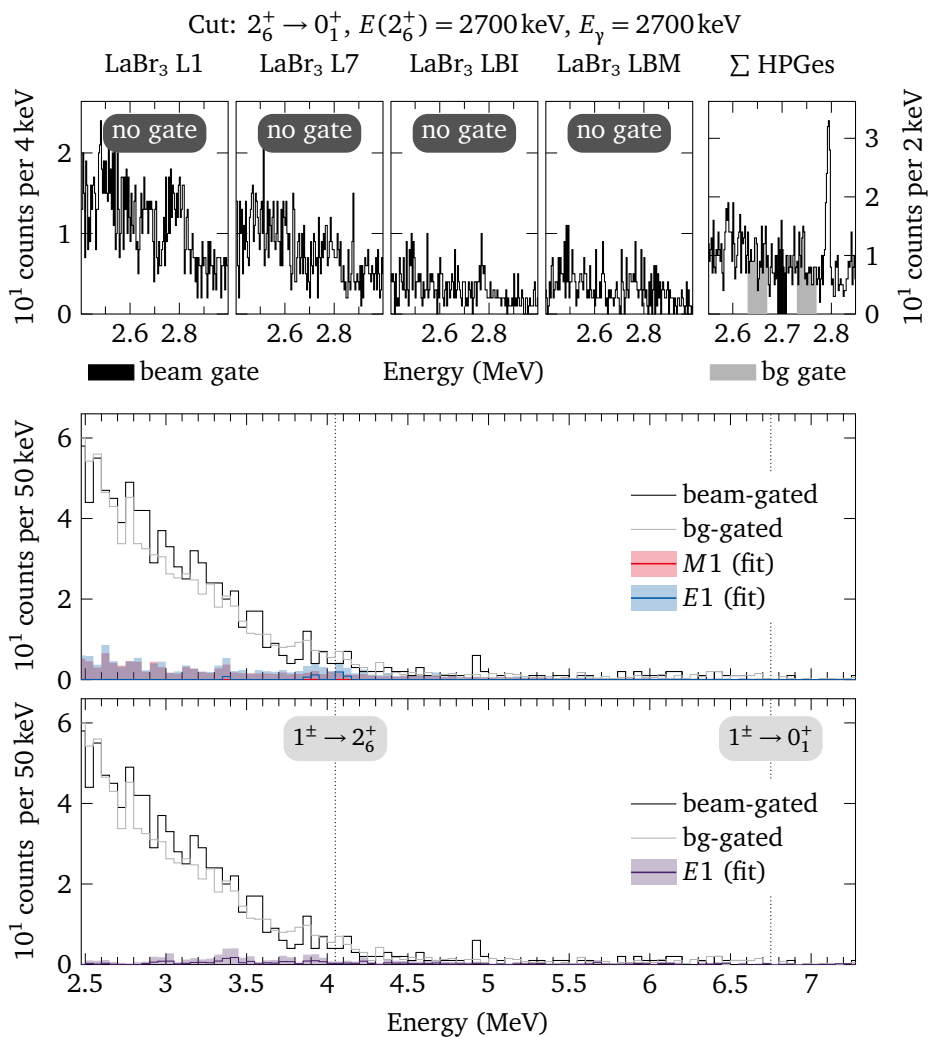 Cut: 2₆⁺ → 0₁⁺, E(2₆⁺) = 2700 keV, Eᵧ = 2700 keV
LaBr₃ L1 LaBr₃ L7 LaBr₃ LBI LaBr₃ LBM ∑ HPGes
no gate no gate no gate no gate
10¹ counts per 4 keV
2
1
0
3
2
1
0
10¹ counts per 2 keV
2.6 2.8 2.6 2.8 2.6 2.8 2.6 2.8 2.6 2.7 2.8
beam gate Energy (MeV) bg gate
10¹ counts per 50 keV
6
4
2
0
beam-gated
bg-gated
M1 (fit)
E1 (fit)
10¹ counts per 50 keV
6
4
2
0
1± → 2₆⁺ 1± → 0₁⁺
beam-gated
bg-gated
E1 (fit)
2.5 3 3.5 4 4.5 5 5.5 6 6.5 7
Energy (MeV)